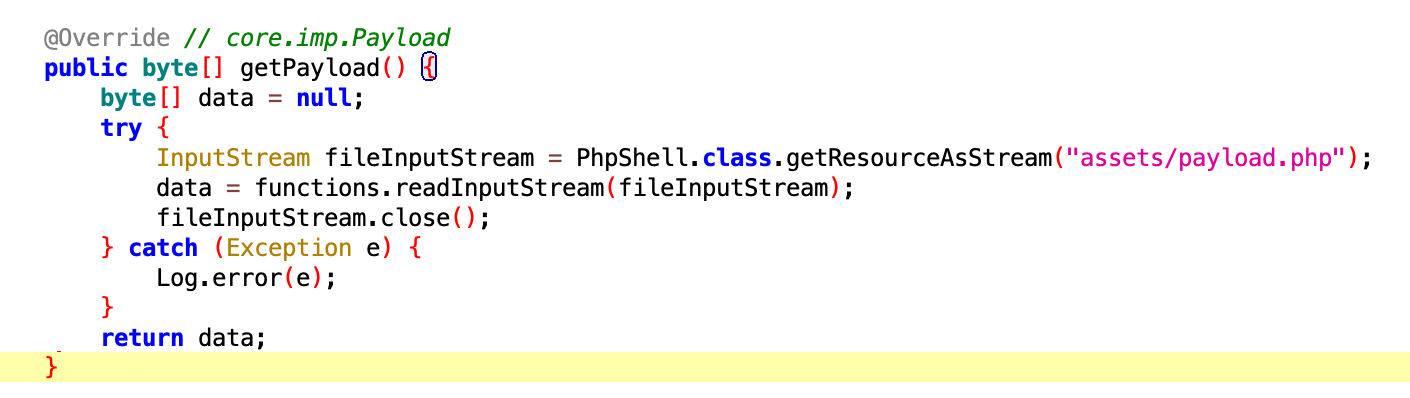 @Override // core.imp.Payload
public byte[] getPayload() {
    byte[] data = null;
    try {
        InputStream fileInputStream = PhpShell.class.getResourceAsStream("assets/payload.php");
        data = functions.readInputStream(fileInputStream);
        fileInputStream.close();
    } catch (Exception e) {
        Log.error(e);
    }
    return data;
}